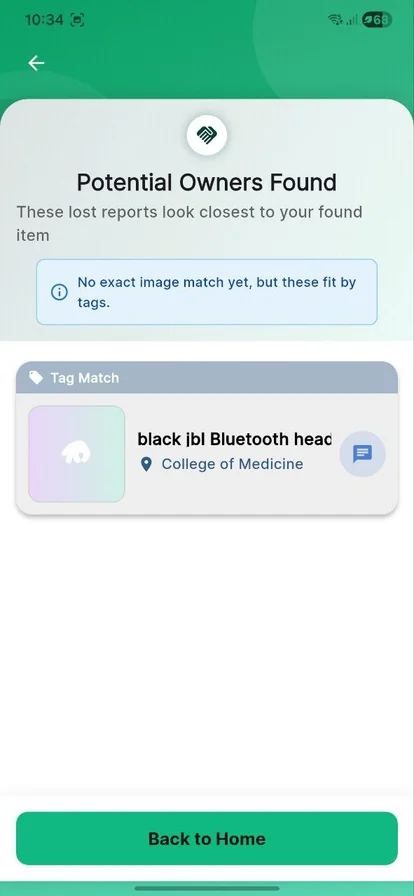 10:34
68
Potential Owners Found
These lost reports look closest to your found
item
No exact image match yet, but these fit by
tags.
Tag Match
black jbl Bluetooth head
College of Medicine
Back to Home